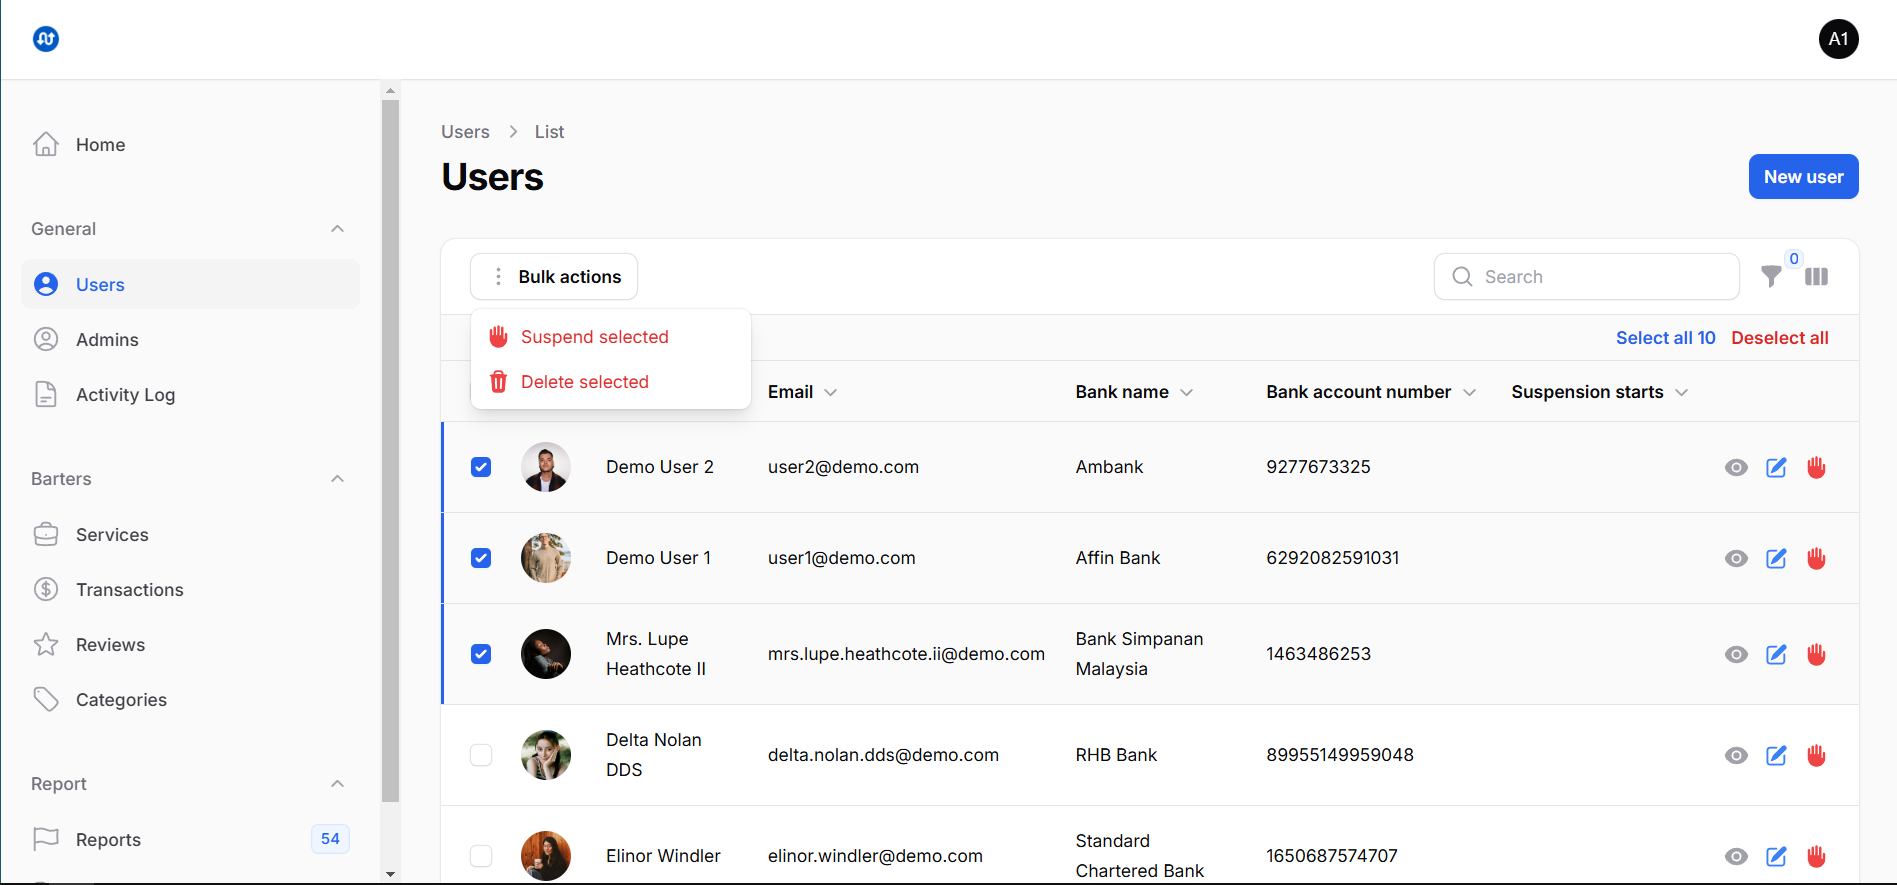 A1
Home
General
Users
Admins
Activity Log
Barters
Services
Transactions
Reviews
Categories
Report
Reports 54
Users > List
Users
New user
Bulk actions
Search
0
Suspend selected
Delete selected
Select all 10 Deselect all
Email Bank name Bank account number Suspension starts
Demo User 2 user2@demo.com Ambank 9277673325
Demo User 1 user1@demo.com Affin Bank 6292082591031
Mrs. Lupe
Heathcote II
mrs.lupe.heathcote.ii@demo.com
Bank Simpanan
Malaysia
1463486253
Delta Nolan
DDS
delta.nolan.dds@demo.com RHB Bank 89955149959048
Elinor Windler elinor.windler@demo.com
Standard
Chartered Bank
1650687574707